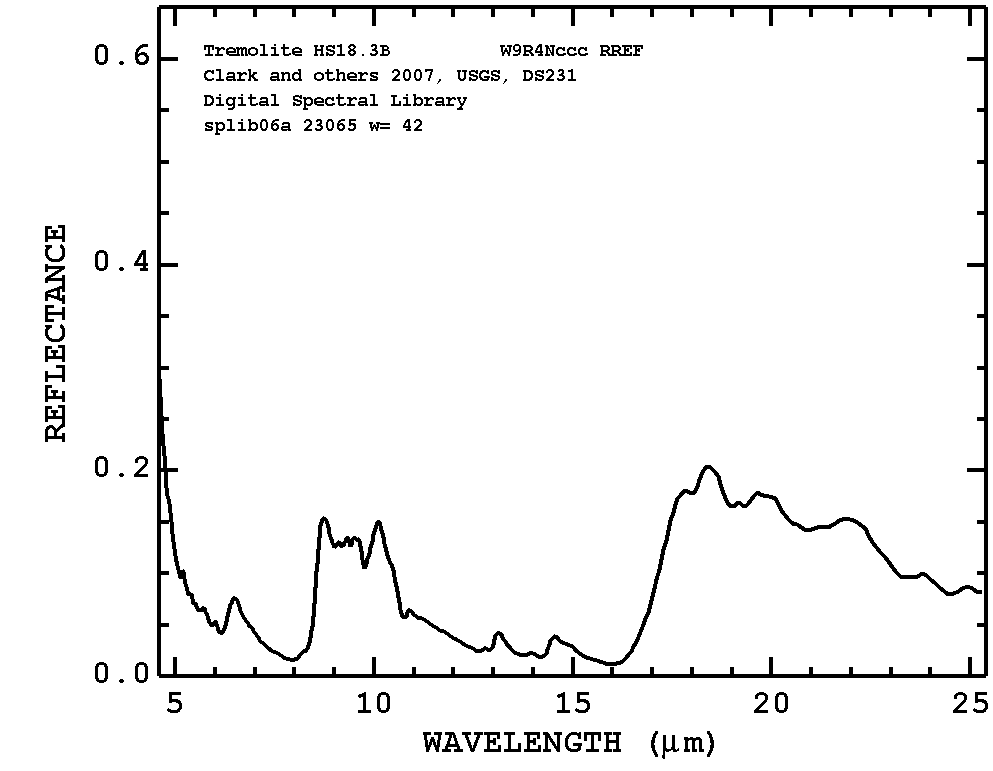 Tremolite HS18.3B W9R4Nccc RREF
Clark and others 2007, USGS, DS231
Digital Spectral Library
splib06a 23065 w= 42
REFLECTANCE
0.6
0.4
0.2
0.0
5 10 15 20 25
WAVELENGTH (μm)